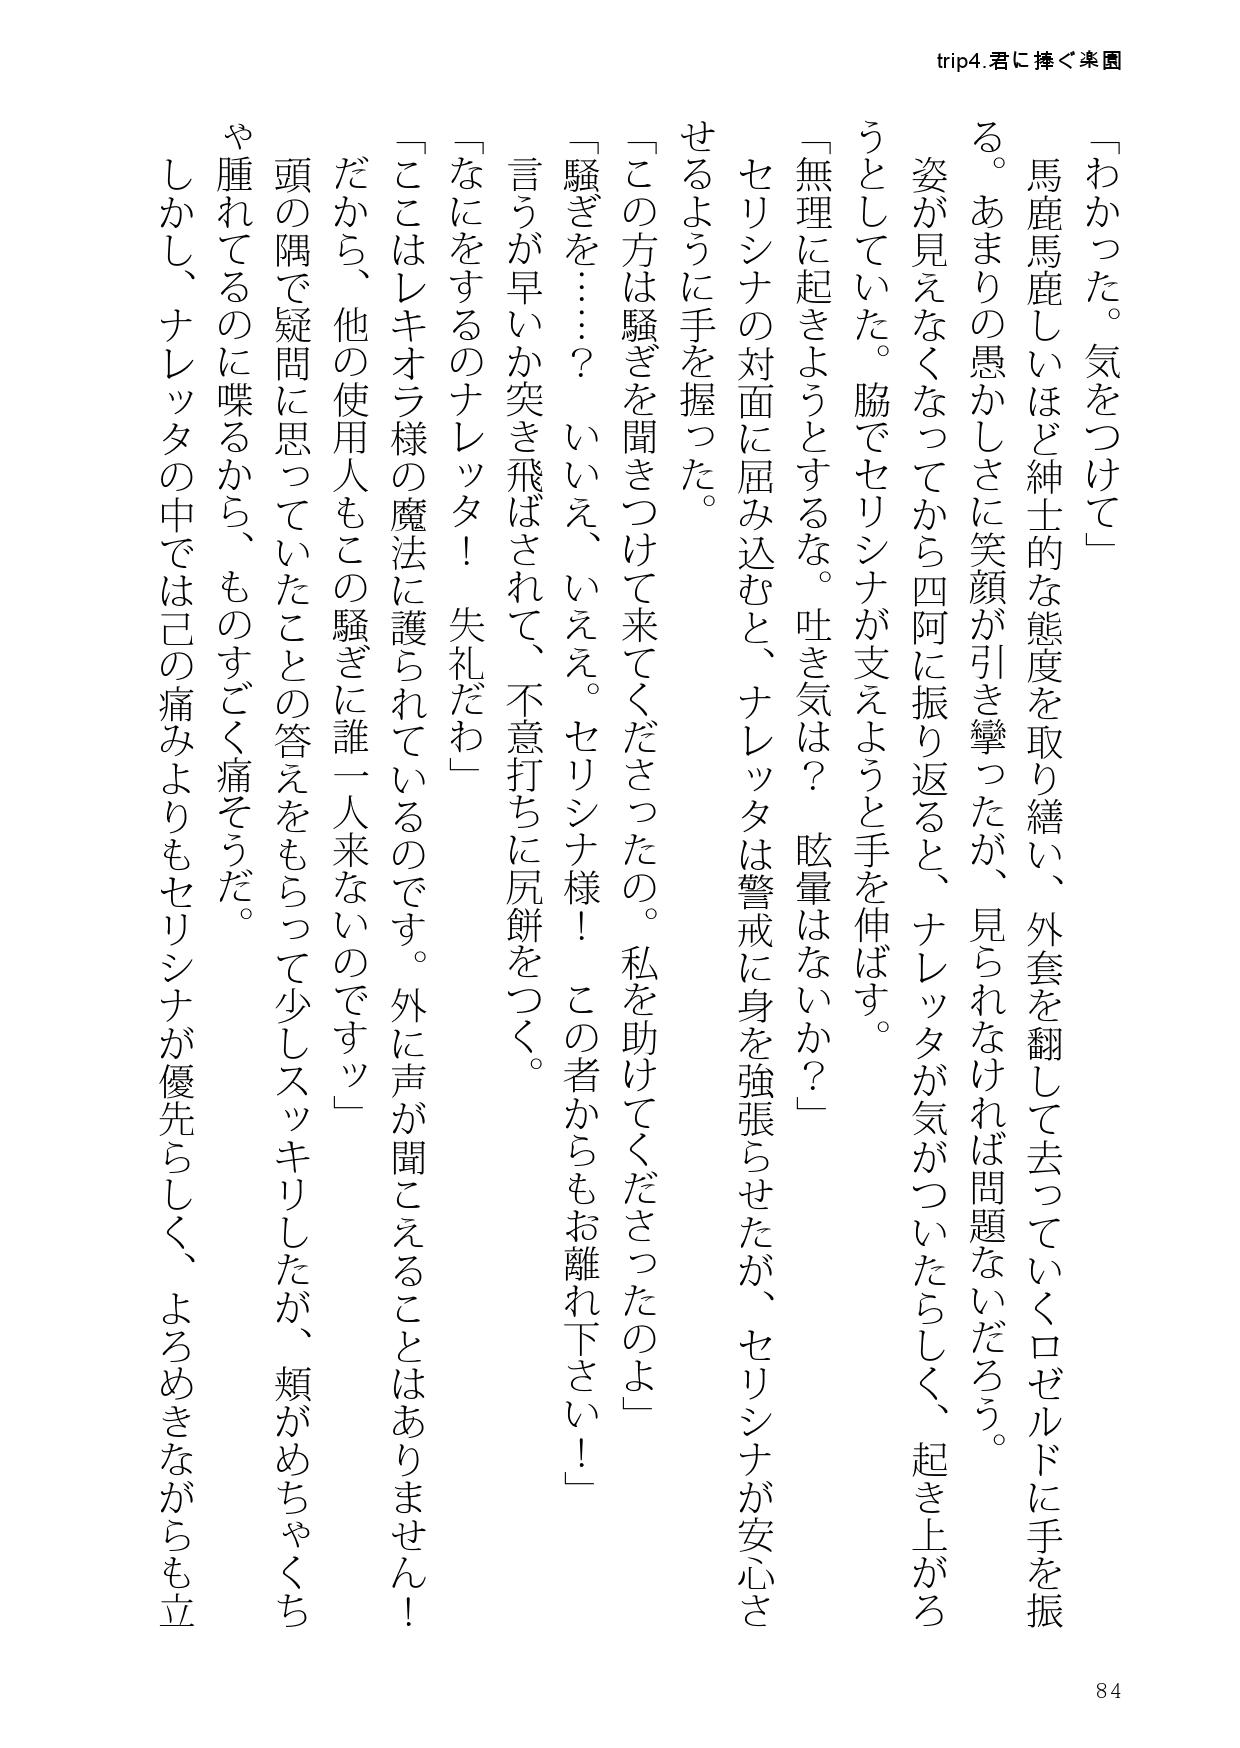 trip4.君に捧ぐ楽園
「わかった。気をつけて」
　馬鹿馬鹿しいほど紳士的な態度を取り繕い、外套を翻して去っていくロゼルドに手を振
る。あまりの愚かしさに笑顔が引き攣ったが、見られなければ問題ないだろう。
　姿が見えなくなってから四阿に振り返ると、ナレッタが気がついたらしく、起き上がろ
うとしていた。脇でセリシナが支えようと手を伸ばす。
「無理に起きようとするな。吐き気は？　眩暈はないか？」
　セリシナの対面に屈み込むと、ナレッタは警戒に身を強張らせたが、セリシナが安心さ
せるように手を握った。
「この方は騒ぎを聞きつけて来てくださったの。私を助けてくださったのよ」
「騒ぎを……？　いいえ、いいえ。セリシナ様！　この者からもお離れ下さい！」
　言うが早いか突き飛ばされて、不意打ちに尻餅をつく。
「なにをするのナレッタ！　失礼だわ」
「ここはレキオラ様の魔法に護られているのです。外に声が聞こえることはありません！
だから、他の使用人もこの騒ぎに誰一人来ないのですッ」
　頭の隅で疑問に思っていたことの答えをもらって少しスッキリしたが、頬がめちゃくち
ゃ腫れてるのに喋るから、ものすごく痛そうだ。
　しかし、ナレッタの中では己の痛みよりもセリシナが優先らしく、よろめきながらも立
84